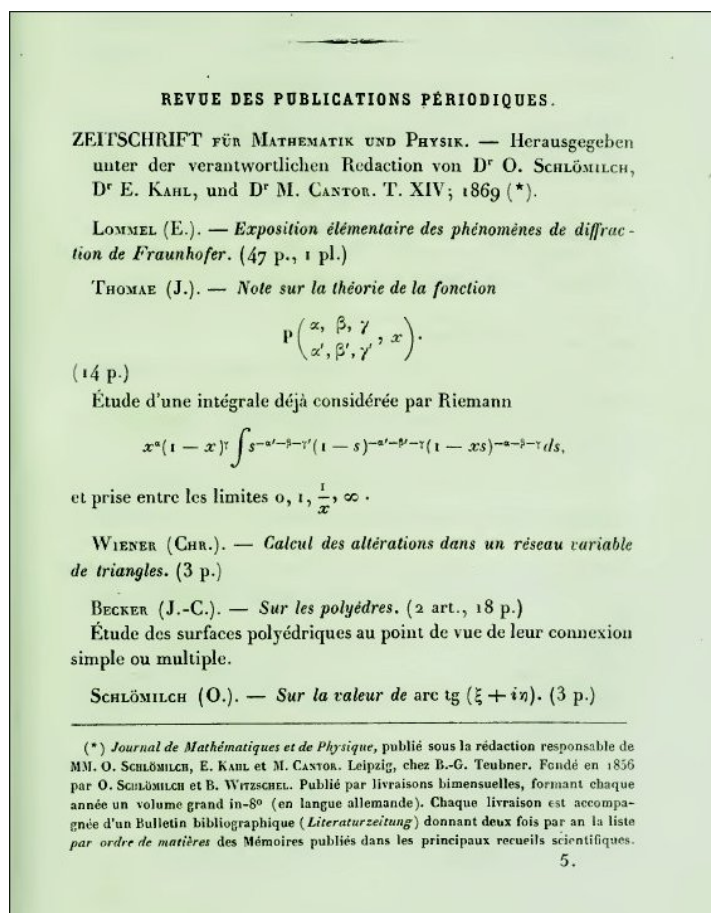 REVUE DES PUBLICATIONS PÉRIODIQUES.
ZEITSCHRIFT für Mathematik und Physik. — Herausgegeben
unter der verantwortlichen Redaction von Dr O. Schlömilch,
Dr E. Kahl, und Dr M. Cantor. T. XIV; 1869 (*).
Lommel (E.). — Exposition élémentaire des phénomènes de diffrac-
tion de Fraunhofer. (47 p., 1 pl.)
Thomae (J.). — Note sur la théorie de la fonction
P(α, β, γ
α', β', γ', x).
(14 p.)
Étude d'une intégrale déjà considérée par Riemann
x^α(1 — x)^γ ∫ s^(−α'−β−γ')(1 — s)^(−α'−β'−γ)(1 — xs)^(−α−β−γ) ds,
et prise entre les limites 0, 1, 1/x, ∞ .
Wiener (Chr.). — Calcul des altérations dans un réseau variable
de triangles. (3 p.)
Becker (J.-C.). — Sur les polyèdres. (2 art., 18 p.)
Étude des surfaces polyédriques au point de vue de leur connexion
simple ou multiple.
Schlömilch (O.). — Sur la valeur de arc tg (ξ + iη). (3 p.)
(*) Journal de Mathématiques et de Physique, publié sous la rédaction responsable de
MM. O. Schlömilch, E. Kahl et M. Cantor. Leipzig, chez B.-G. Teubner. Fondé en 1856
par O. Schlömilch et B. Witzschel. Publié par livraisons bimensuelles, formant chaque
année un volume grand in-8° (en langue allemande). Chaque livraison est accompa-
gnée d'un Bulletin bibliographique (Literaturzeitung) donnant deux fois par an la liste
par ordre de matières des Mémoires publiés dans les principaux recueils scientifiques.
5.